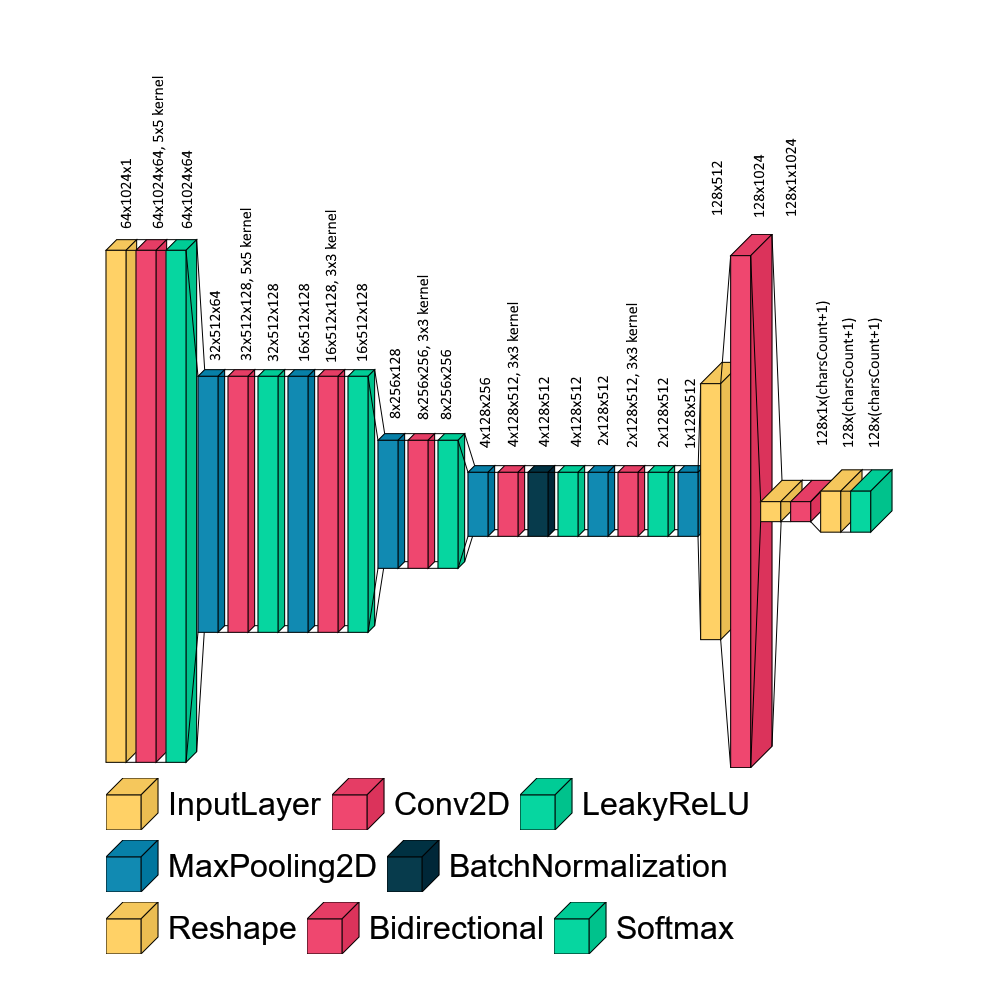 64x1024x1
64x1024x64, 5x5 kernel
64x1024x64
32x512x64
32x512x128, 5x5 kernel
32x512x128
16x512x128
16x512x128, 3x3 kernel
16x512x128
8x256x128
8x256x256, 3x3 kernel
8x256x256
4x128x256
4x128x512, 3x3 kernel
4x128x512
4x128x512
2x128x512
2x128x512, 3x3 kernel
2x128x512
1x128x512
128x512
128x1024
128x1x1024
128x1x(charsCount+1)
128x(charsCount+1)
128x(charsCount+1)
InputLayer Conv2D LeakyReLU
MaxPooling2D BatchNormalization
Reshape Bidirectional Softmax